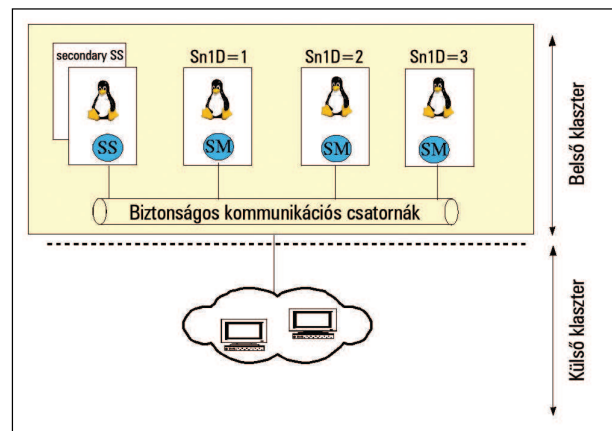 secondary SS
Sn1D=1
Sn1D=2
Sn1D=3
SS
SM
SM
SM
Biztonságos kommunikációs csatornák
Belső klaszter
Külső klaszter